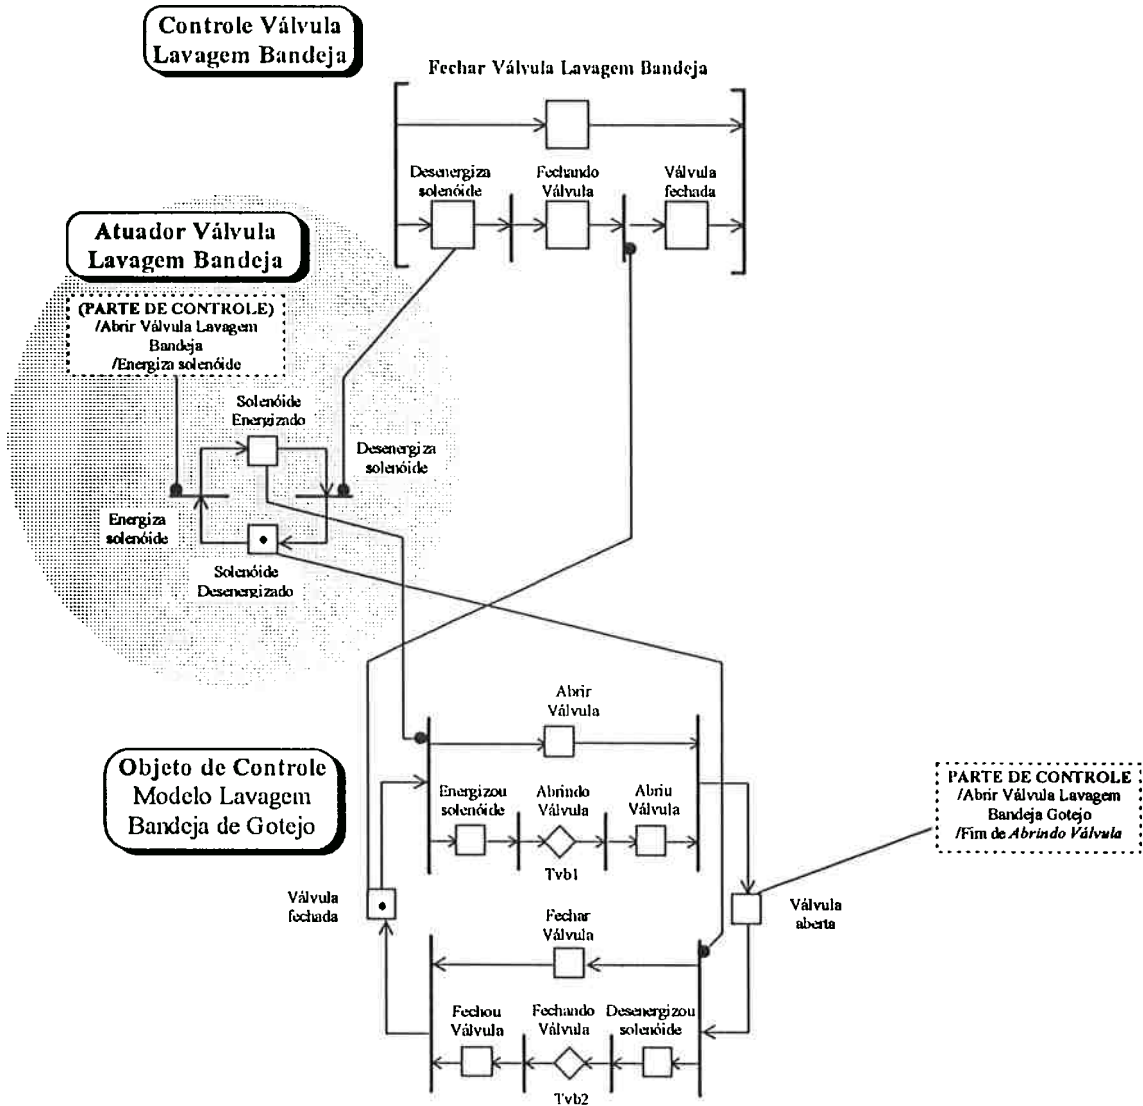 Controle Válvula
Lavagem Bandeja
Fechar Válvula Lavagem Bandeja
Desenergiza
solenóide
Fechando
Válvula
Válvula
fechada
Atuador Válvula
Lavagem Bandeja
(PARTE DE CONTROLE)
/Abrir Válvula Lavagem
Bandeja
/Energiza solenóide
Solenóide
Energizado
Desenergiza
solenóide
Energiza
solenóide
Solenóide
Desenergizado
Abrir
Válvula
Objeto de Controle
Modelo Lavagem
Bandeja de Gotejo
Energizou
solenóide
Abrindo
Válvula
Abriu
Válvula
Tvb1
PARTE DE CONTROLE
/Abrir Válvula Lavagem
Bandeja Gotejo
/Fim de Abrindo Válvula
Válvula
fechada
Válvula
aberta
Fechar
Válvula
Fechou
Válvula
Fechando
Válvula
Desenergizou
solenóide
Tvb2